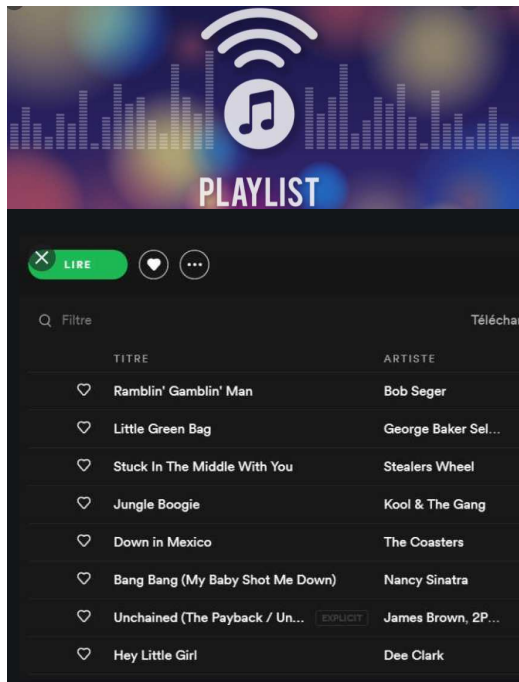 PLAYLIST
LIRE
Filtre Téléchar
TITRE ARTISTE
Ramblin' Gamblin' Man Bob Seger
Little Green Bag George Baker Sel...
Stuck In The Middle With You Stealers Wheel
Jungle Boogie Kool & The Gang
Down in Mexico The Coasters
Bang Bang (My Baby Shot Me Down) Nancy Sinatra
Unchained (The Payback / Un... EXPLICIT James Brown, 2P...
Hey Little Girl Dee Clark